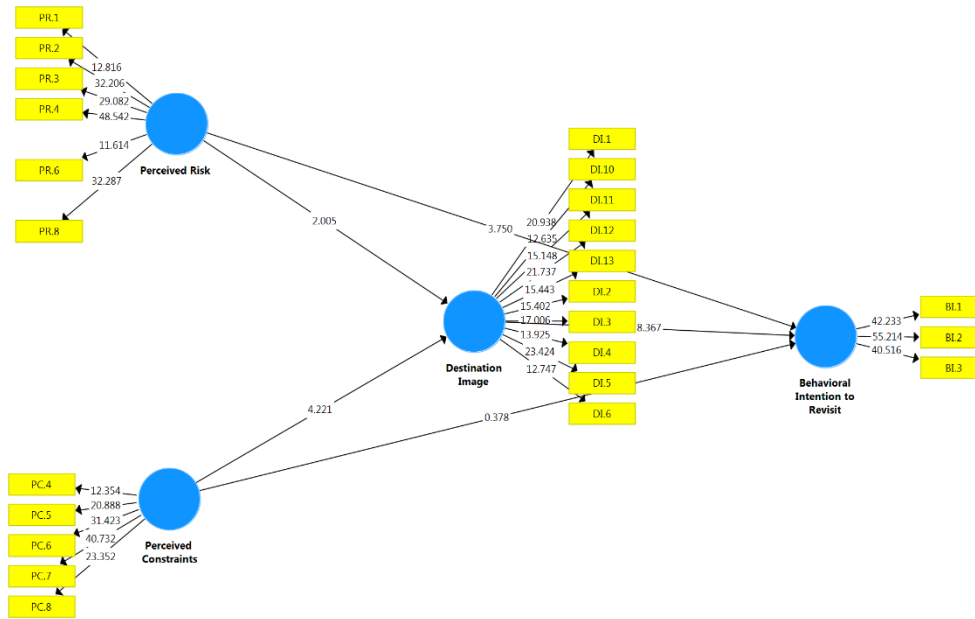 PR.1
PR.2
PR.3
PR.4
PR.6
PR.8
12.816
32.206
29.082
48.542
11.614
32.287
Perceived Risk
2.005
3.750
DI.1
DI.10
DI.11
DI.12
DI.13
DI.2
DI.3
DI.4
DI.5
DI.6
20.938
12.635
15.148
21.737
15.443
15.402
17.006
13.925
23.424
12.747
Destination
Image
8.367
BI.1
BI.2
BI.3
42.233
55.214
40.516
Behavioral
Intention to
Revisit
4.221
0.378
PC.4
PC.5
PC.6
PC.7
PC.8
12.354
20.888
31.423
40.732
23.352
Perceived
Constraints